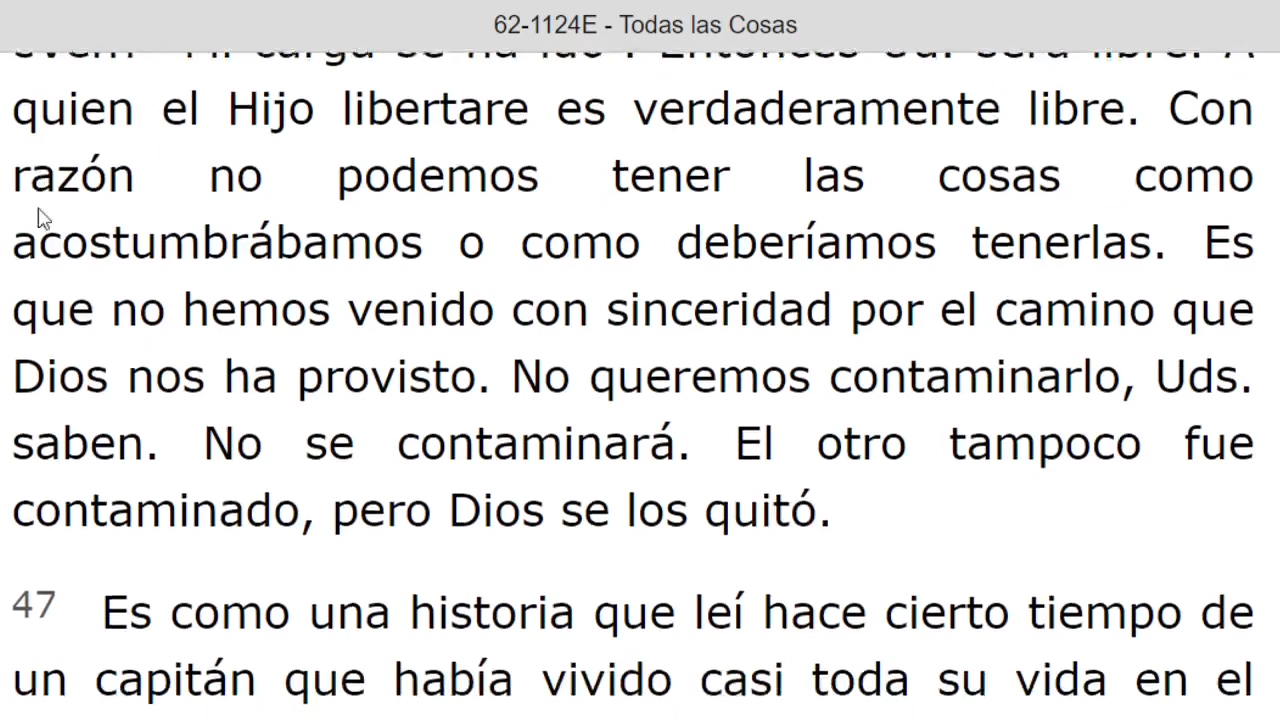 62-1124E - Todas las Cosas
quien el Hijo libertare es verdaderamente libre. Con
razón no podemos tener las cosas como
acostumbrábamos o como deberíamos tenerlas. Es
que no hemos venido con sinceridad por el camino que
Dios nos ha provisto. No queremos contaminarlo, Uds.
saben. No se contaminará. El otro tampoco fue
contaminado, pero Dios se los quitó.
47 Es como una historia que leí hace cierto tiempo de
un capitán que había vivido casi toda su vida en el